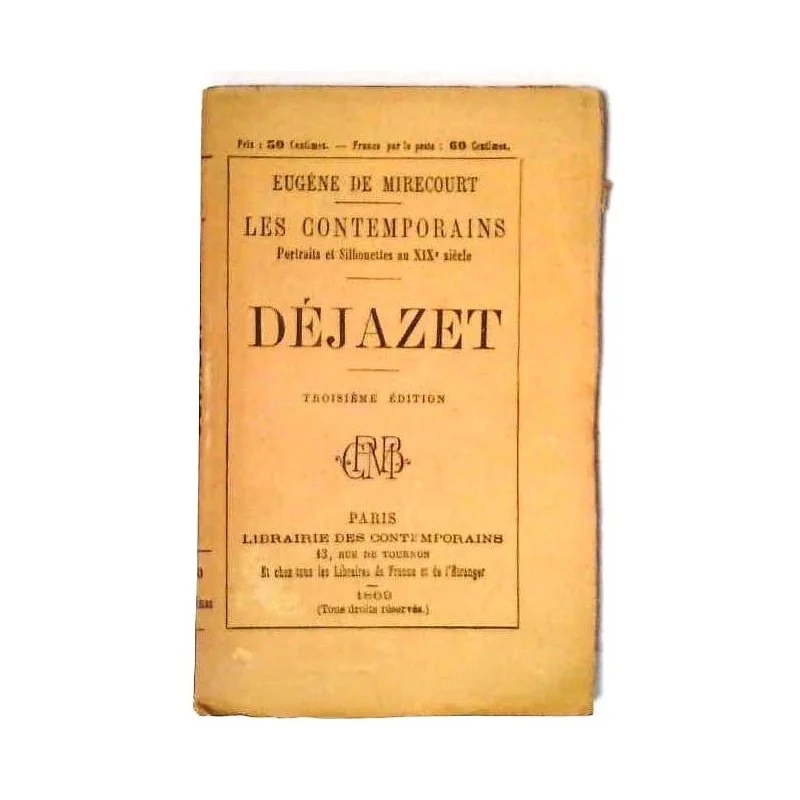 Prix : 50 Centimes. — France par la poste : 60 Centimes.
EUGÉNE DE MIRECOURT
LES CONTEMPORAINS
Portraits et Silhouettes au XIXe siècle
DÉJAZET
TROISIÈME ÉDITION
PARIS
LIBRAIRIE DES CONTEMPORAINS
13, RUE DE TOURNON
Et chez tous les Libraires de France et de l'Étranger
1869
(Tous droits réservés.)